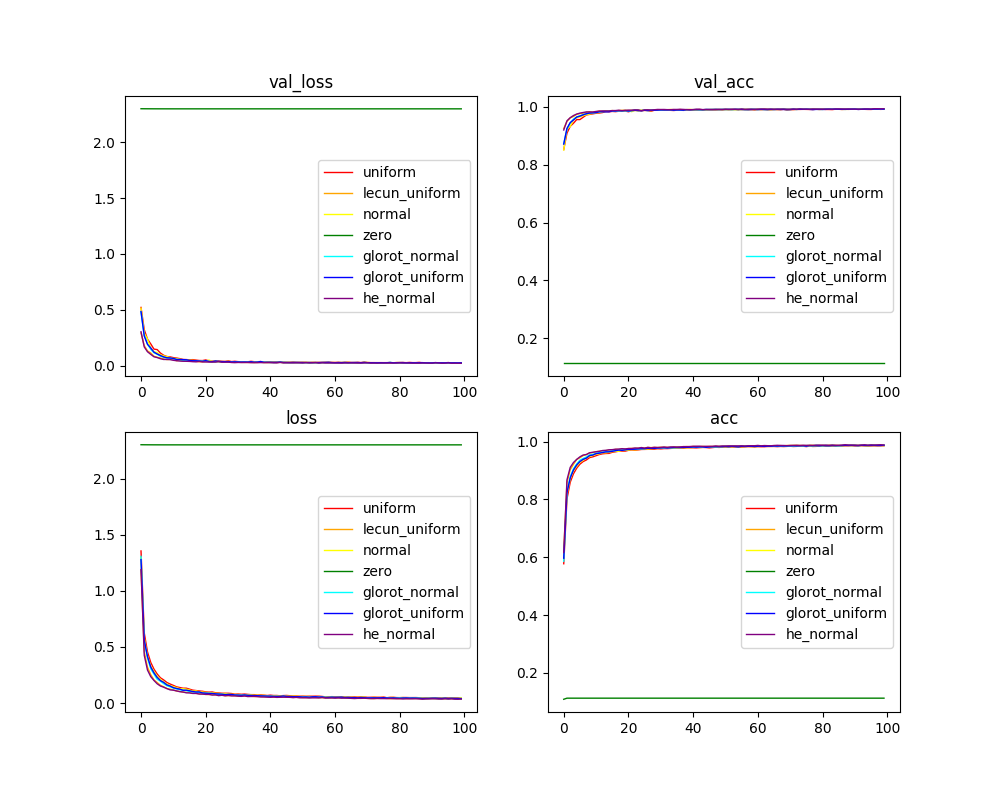 val_loss
2.0
1.5
1.0
0.5
0.0
0 20 40 60 80 100
uniform
lecun_uniform
normal
zero
glorot_normal
glorot_uniform
he_normal
val_acc
1.0
0.8
0.6
0.4
0.2
0 20 40 60 80 100
uniform
lecun_uniform
normal
zero
glorot_normal
glorot_uniform
he_normal
loss
2.0
1.5
1.0
0.5
0.0
0 20 40 60 80 100
uniform
lecun_uniform
normal
zero
glorot_normal
glorot_uniform
he_normal
acc
1.0
0.8
0.6
0.4
0.2
0 20 40 60 80 100
uniform
lecun_uniform
normal
zero
glorot_normal
glorot_uniform
he_normal